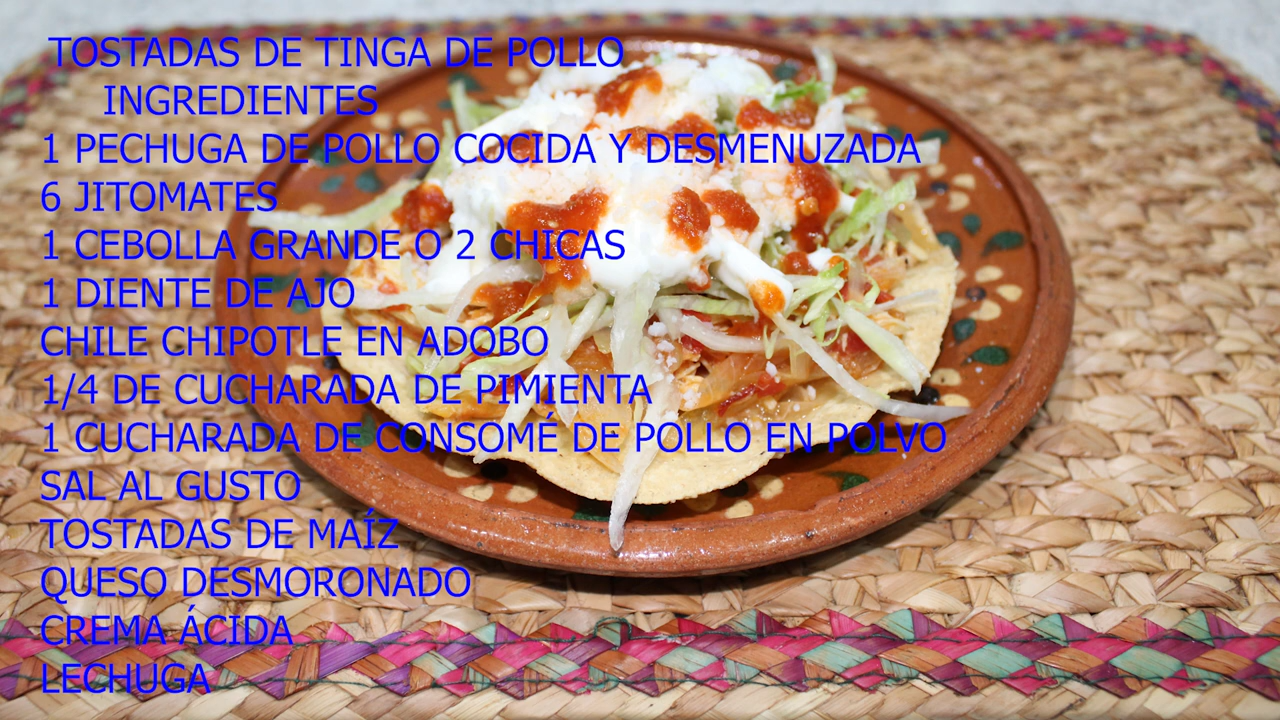 TOSTADAS DE TINGA DE POLLO
INGREDIENTES
1 PECHUGA DE POLLO COCIDA Y DESMENUZADA
6 JITOMATES
1 CEBOLLA GRANDE O 2 CHICAS
1 DIENTE DE AJO
CHILE CHIPOTLE EN ADOBO
1/4 DE CUCHARADA DE PIMIENTA
1 CUCHARADA DE CONSOMÉ DE POLLO EN POLVO
SAL AL GUSTO
TOSTADAS DE MAÍZ
QUESO DESMORONADO
CREMA ÁCIDA
LECHUGA